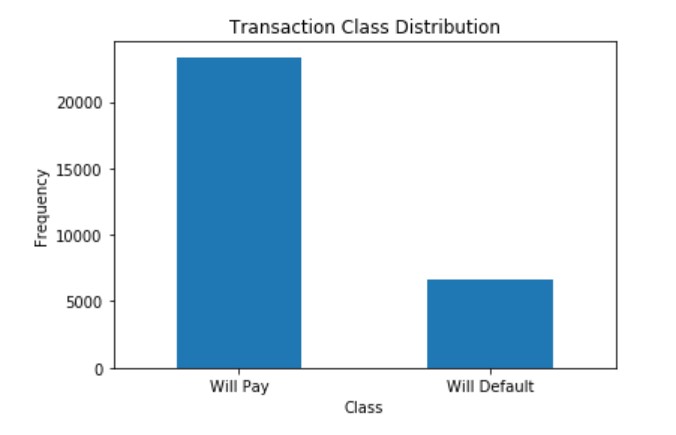 Transaction Class Distribution
Frequency
20000
15000
10000
5000
0
Will Pay
Will Default
Class